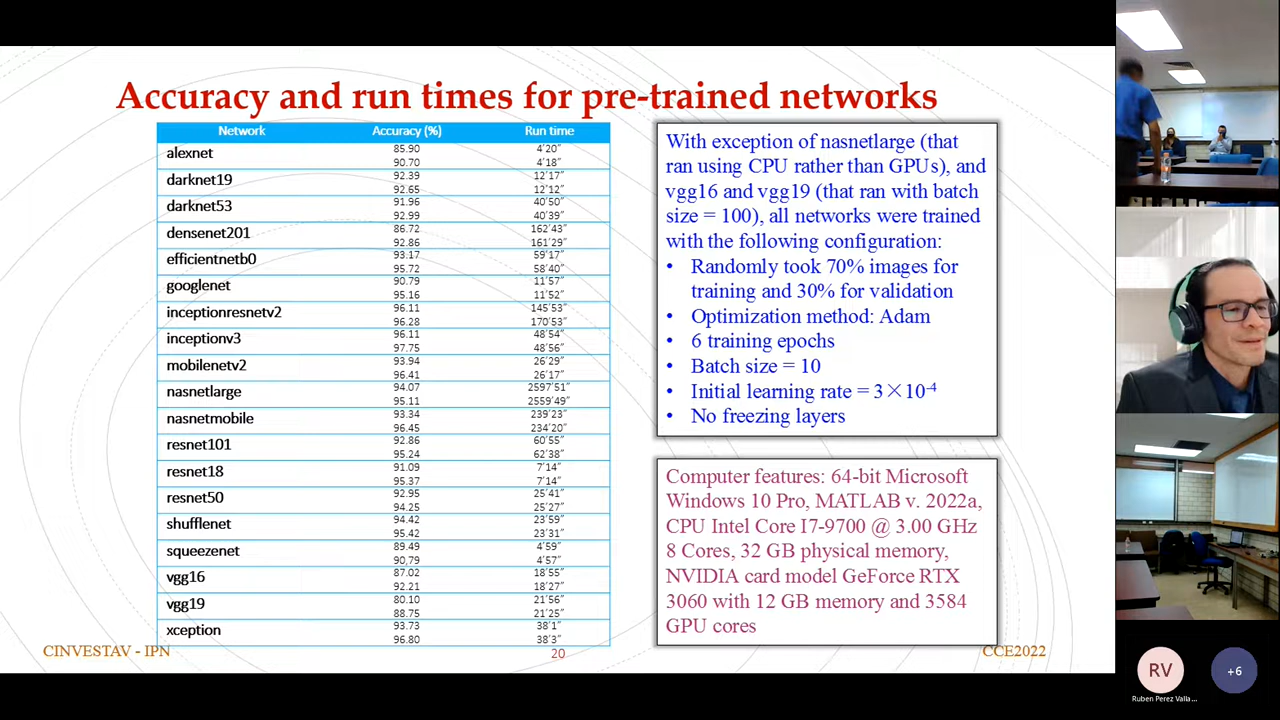 Accuracy and run times for pre-trained networks
Network Accuracy (%) Run time
alexnet 85.90 4'20"
90.70 4'18"
darknet19 92.39 12'17"
92.65 12'12"
darknet53 91.96 40'50"
92.99 40'39"
densenet201 86.72 162'43"
92.86 161'29"
efficientnetb0 93.17 59'17"
95.72 58'40"
googlenet 90.79 11'57"
95.16 11'52"
inceptionresnetv2 96.11 145'53"
96.28 170'53"
inceptionv3 96.11 48'54"
97.75 48'56"
mobilenetv2 93.94 26'29"
96.41 26'17"
nasnetlarge 94.07 2597'51"
95.11 2559'49"
nasnetmobile 93.34 239'23"
96.45 234'20"
resnet101 92.86 60'55"
95.24 62'38"
resnet18 91.09 7'14"
95.37 7'14"
resnet50 92.95 25'41"
94.25 25'27"
shufflenet 94.42 23'59"
95.42 23'31
squeezenet 89.49 4'59"
90,79 4'57"
vgg16 87.02 18'55"
92.21 18'27"
vgg19 80.10 21'56"
88.75 21'25"
xception 93.73 38'1"
96.80 38'3"
With exception of nasnetlarge (that
ran using CPU rather than GPUs), and
vgg16 and vgg19 (that ran with batch
size = 100), all networks were trained
with the following configuration:
• Randomly took 70% images for
training and 30% for validation
• Optimization method: Adam
• 6 training epochs
• Batch size = 10
• Initial learning rate = 3×10⁻⁴
• No freezing layers
Computer features: 64-bit Microsoft
Windows 10 Pro, MATLAB v. 2022a,
CPU Intel Core I7-9700 @ 3.00 GHz
8 Cores, 32 GB physical memory,
NVIDIA card model GeForce RTX
3060 with 12 GB memory and 3584
GPU cores
CINVESTAV - IPN
20
CCE2022
RV
+6
Ruben Perez Valla...